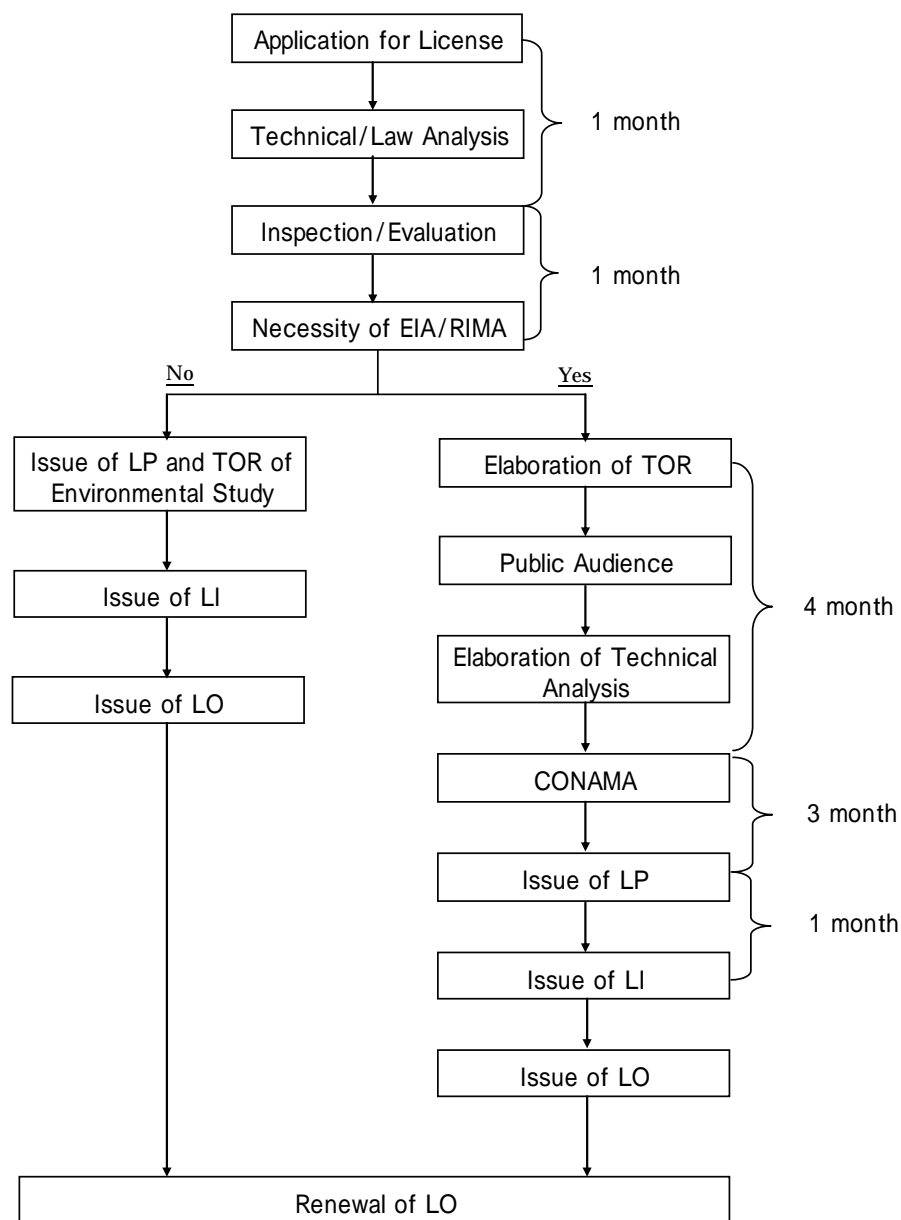 Application for License
1 month
Technical/Law Analysis
Inspection/Evaluation
1 month
Necessity of EIA/RIMA
No
Yes
Issue of LP and TOR of
Environmental Study
Issue of LI
Issue of LO
Elaboration of TOR
Public Audience
4 month
Elaboration of Technical
Analysis
CONAMA
3 month
Issue of LP
1 month
Issue of LI
Issue of LO
Renewal of LO